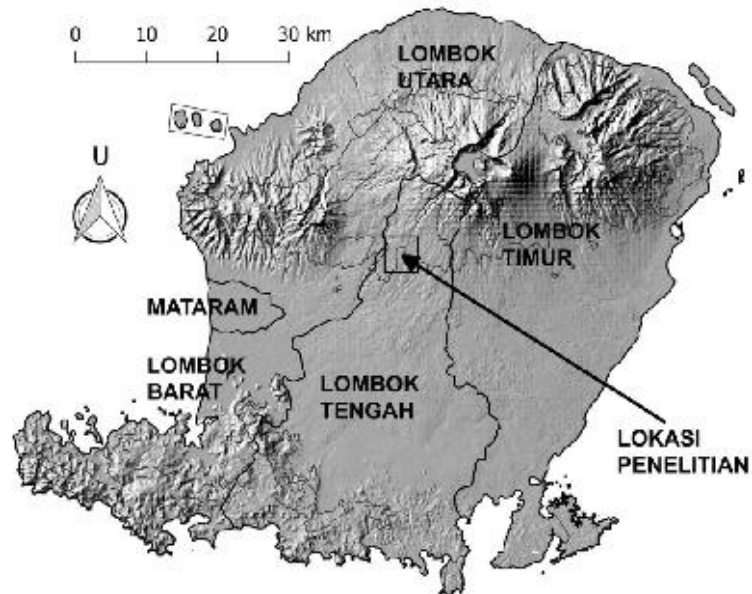 0 10 20 30 km
LOMBOK
UTARA
U
LOMBOK
TIMUR
MATARAM
LOMBOK
BARAT
LOMBOK
TENGAH
LOKASI
PENELITIAN